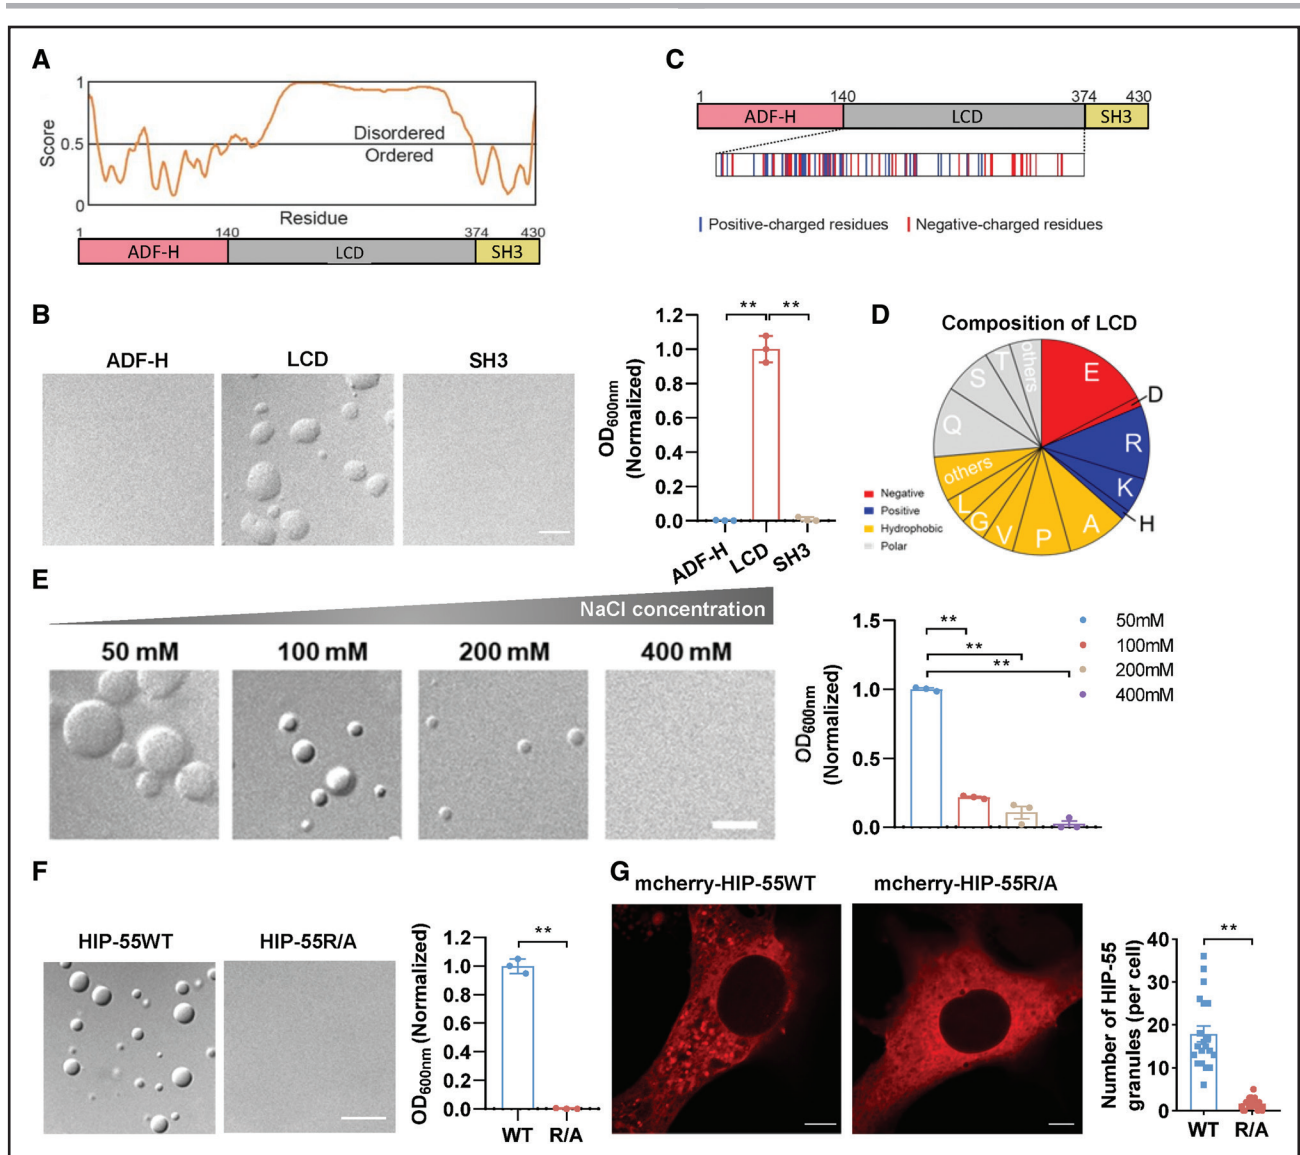 A
1
0.5
0
Score
Disordered
Ordered
Residue
1
140
374
430
ADF-H
LCD
SH3
C
1
140
374
430
ADF-H
LCD
SH3
Positive-charged residues
Negative-charged residues
B
ADF-H
LCD
SH3
OD600nm
(Normalized)
1.2
1.0
0.8
0.6
0.4
0.2
0.0
**
**
ADF-H
LCD
SH3
D
Composition of LCD
E
D
R
K
H
A
P
V
G
L
others
Q
S
T
others
Negative
Positive
Hydrophobic
Polar
E
NaCl concentration
50 mM
100 mM
200 mM
400 mM
OD600nm
(Normalized)
1.5
1.0
0.5
0.0
**
**
**
50mM
100mM
200mM
400mM
F
HIP-55WT
HIP-55R/A
OD600nm (Normalized)
1.2
1.0
0.8
0.6
0.4
0.2
0.0
**
WT
R/A
G
mcherry-HIP-55WT
mcherry-HIP-55R/A
Number of HIP-55
granules (per cell)
40
30
20
10
0
**
WT
R/A